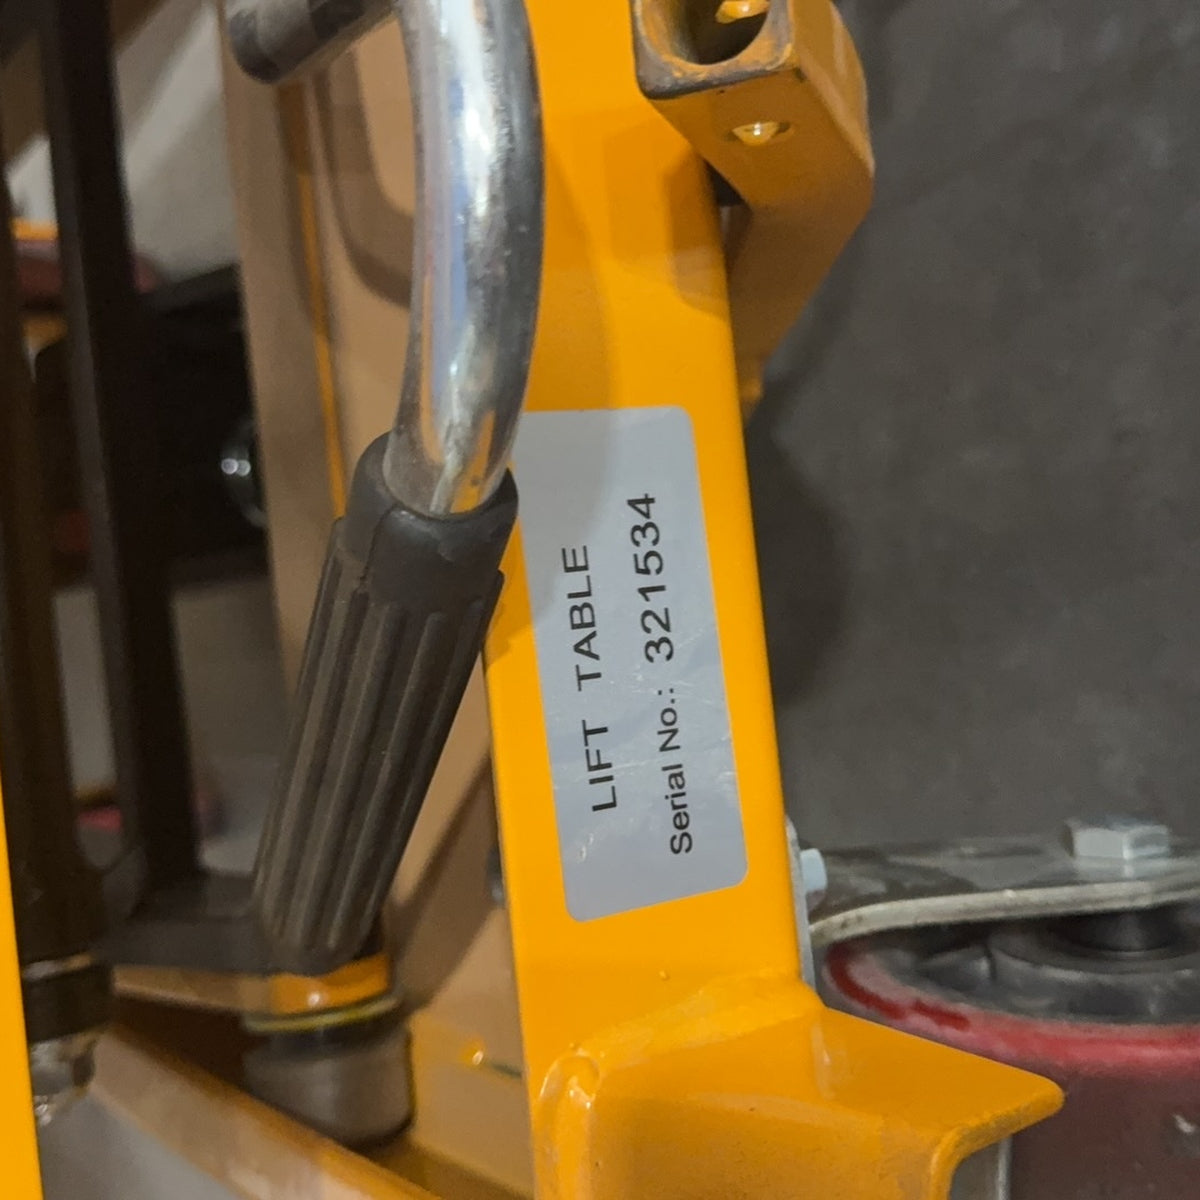 LIFT TABLE
Serial No.: 321534